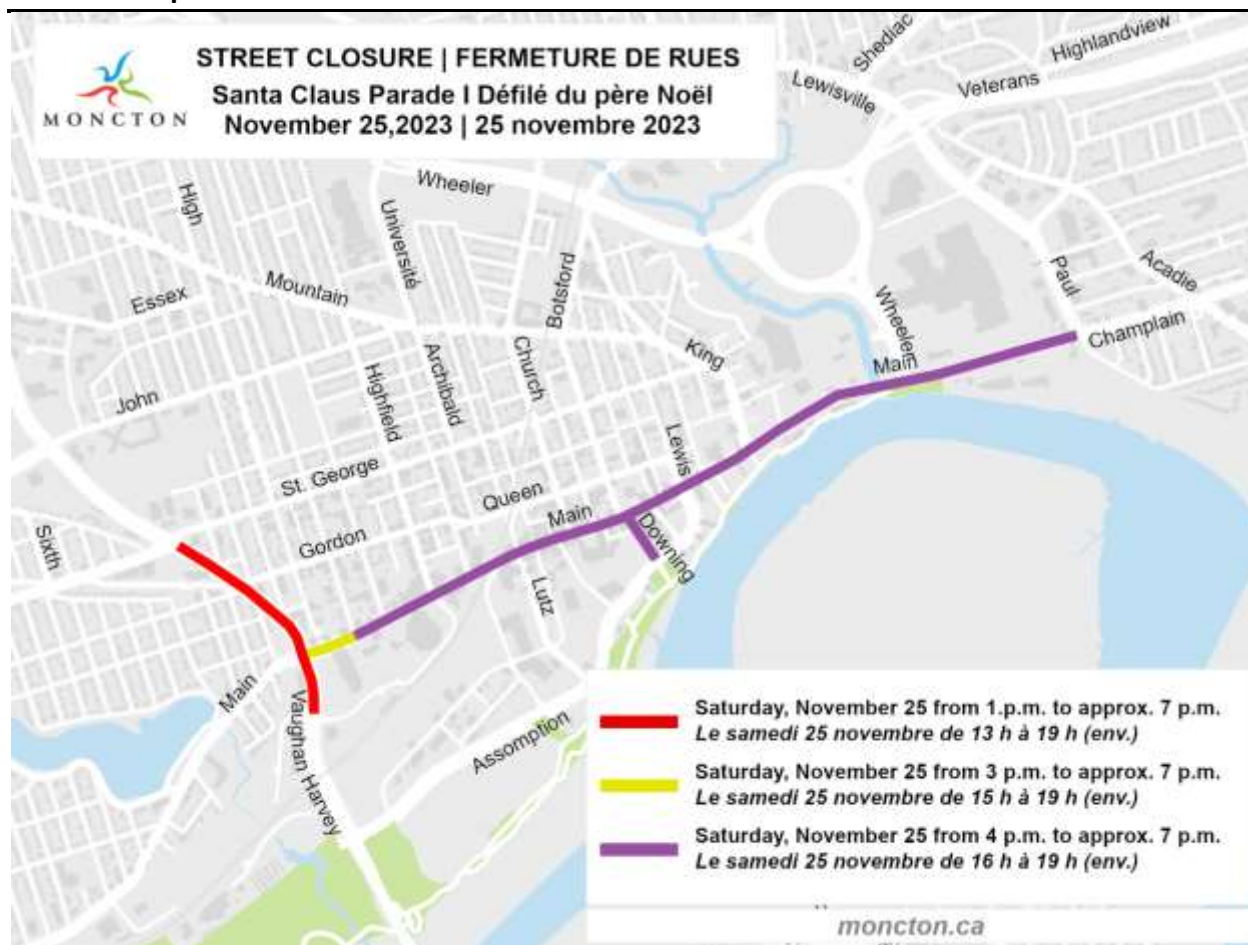 STREET CLOSURE | FERMETURE DE RUES
Santa Claus Parade I Défilé du père Noël
November 25,2023 | 25 novembre 2023
MONCTON
Shediac
Highlandview
Lewisville
Veterans
Wheeler
High
Université
Botsford
Essex
Mountain
Paul
Acadie
Wheeler
King
Main
Champlain
John
Highfield
Archibald
Church
Lewis
St. George
Queen
Main
Downing
Sixth
Gordon
Lutz
Main
Vaughan Harvey
Assomption
Saturday, November 25 from 1.p.m. to approx. 7 p.m.
Le samedi 25 novembre de 13 h à 19 h (env.)
Saturday, November 25 from 3 p.m. to approx. 7 p.m.
Le samedi 25 novembre de 15 h à 19 h (env.)
Saturday, November 25 from 4 p.m. to approx. 7 p.m.
Le samedi 25 novembre de 16 h à 19 h (env.)
moncton.ca